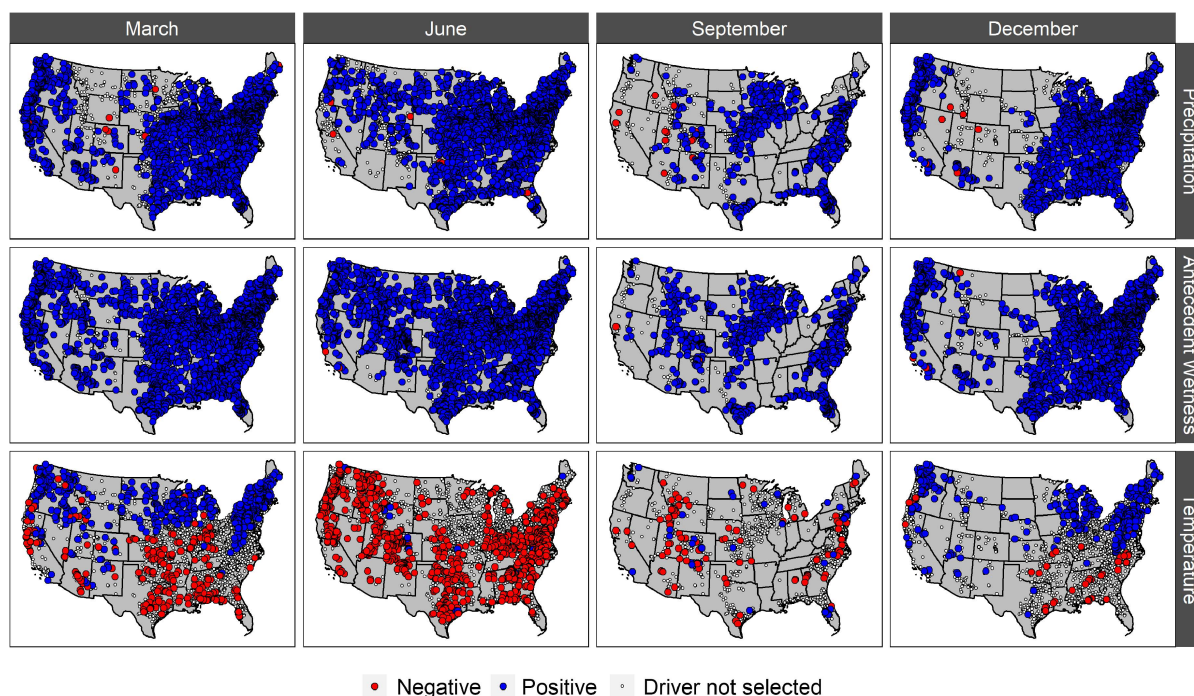 March June September December
Precipitation
Antecedent Wetness
Temperature
Negative Positive Driver not selected